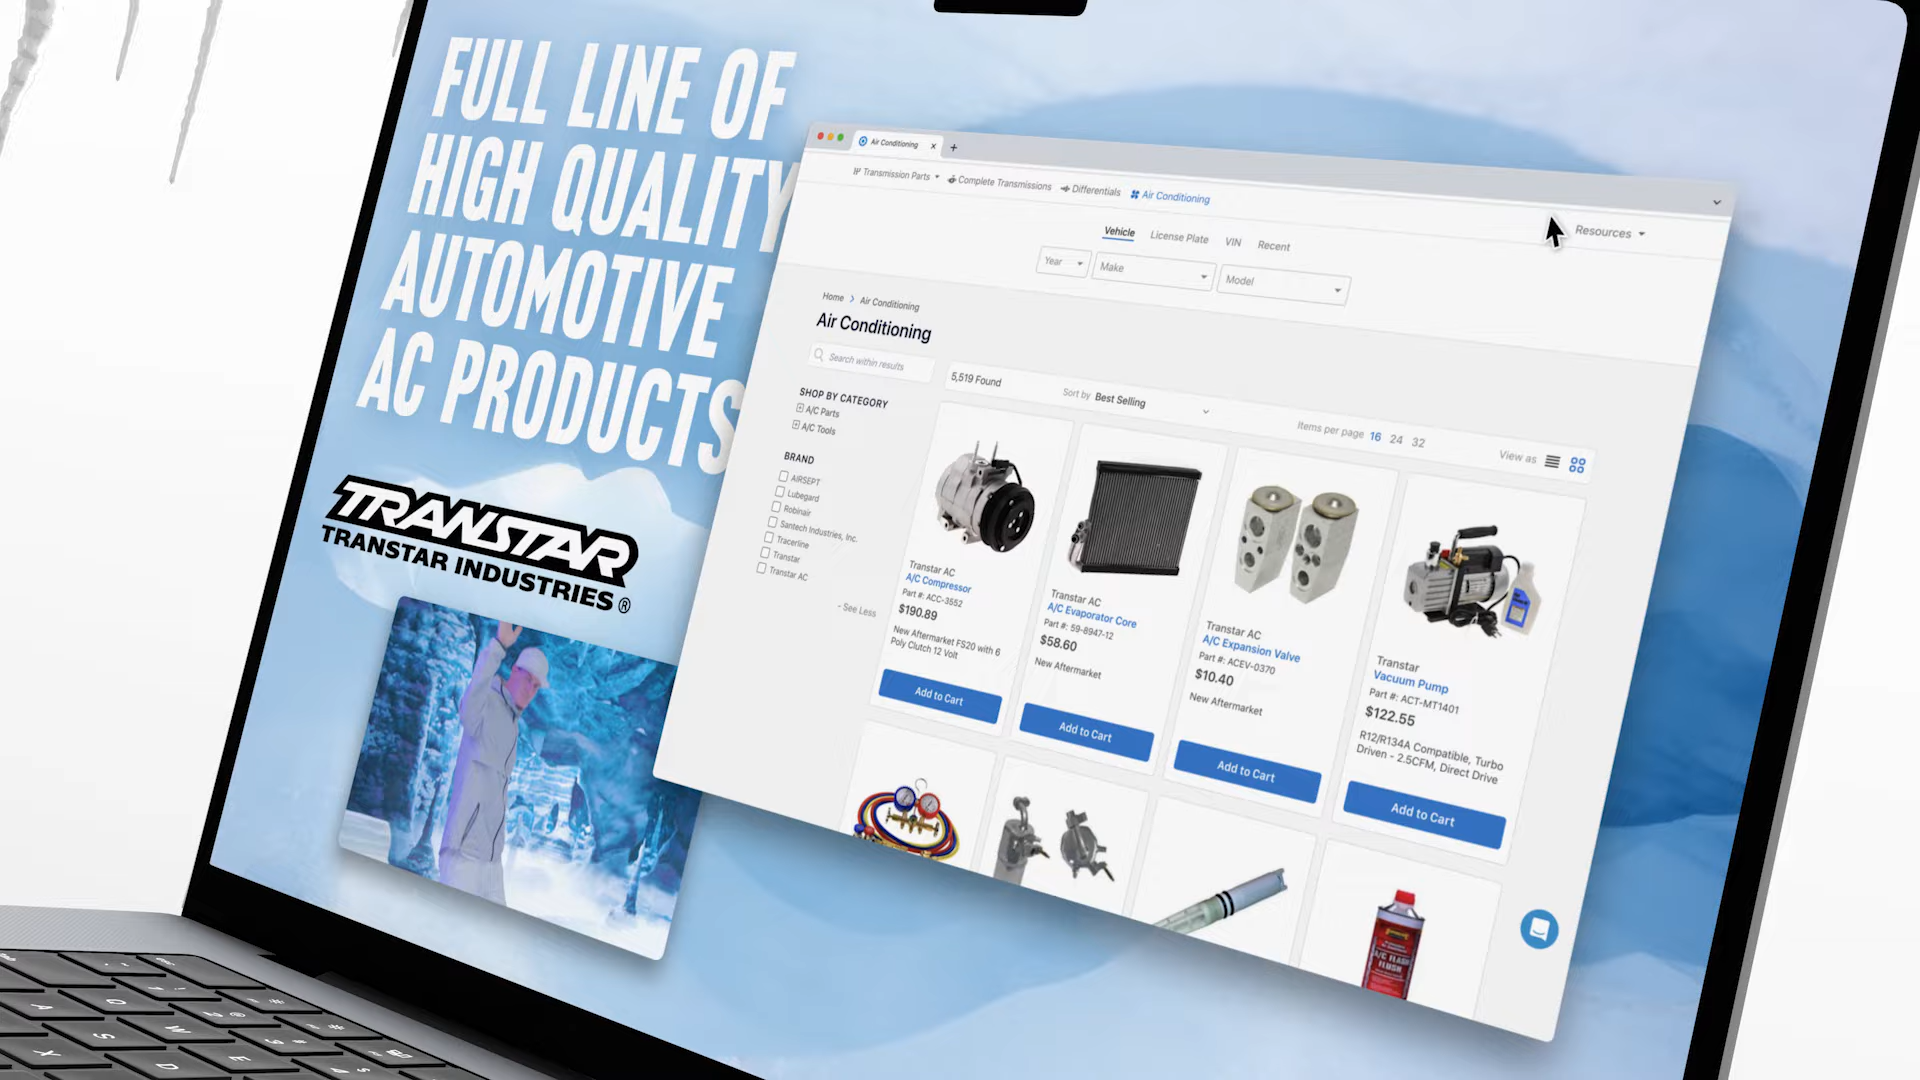 FULL LINE OF
HIGH QUALITY
AUTOMOTIVE
AC PRODUCTS
TRANSTAR
TRANSTAR INDUSTRIES®
Air Conditioning
Transmission Parts
Complete Transmissions
Differentials
Air Conditioning
Resources
Vehicle
License Plate
VIN
Recent
Year
Make
Model
Home > Air Conditioning
Air Conditioning
Search within results
5,519 Found
Sort by Best Selling
Items per page 16 24 32
View as
SHOP BY CATEGORY
A/C Parts
A/C Tools
BRAND
AIRSEPT
Lubegard
Robinair
Santech Industries, Inc.
Tracerline
Transtar
Transtar AC
- See Less
Transtar AC
A/C Compressor
Part #: ACC-3552
$190.89
New Aftermarket FS20 with 6
Poly Clutch 12 Volt
Add to Cart
Transtar AC
A/C Evaporator Core
Part #: 59-8947-12
$58.60
New Aftermarket
Add to Cart
Transtar AC
A/C Expansion Valve
Part #: ACEV-0370
$10.40
New Aftermarket
Add to Cart
Transtar
Vacuum Pump
Part #: ACT-MT1401
$122.55
R12/R134A Compatible, Turbo
Driven - 2.5CFM, Direct Drive
Add to Cart
A/C FLASH
FLUSH